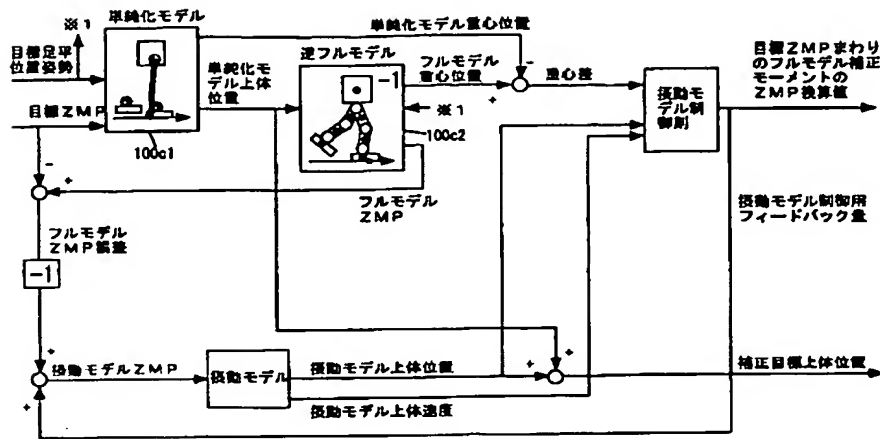 ※1
単純化モデル
単純化モデル重心位置
目標足平
位置姿勢
目標ZMP
100c1
単純化モ
デル上体
位置
逆フルモデル
-1
フルモデル
重心位置
※1
100c2
重心差
摂動モ
デル制
御則
目標ZMPまわり
のフルモデル補正
モーメントの
ZMP換算値
-
+
-
+
フルモデル
ZMP
フルモデル
ZMP誤差
-1
摂動モデル制御用
フィードバック量
+
+
摂動モデルZMP
摂動モデル
摂動モデル上体位置
摂動モデル上体速度
+
+
補正目標上体位置